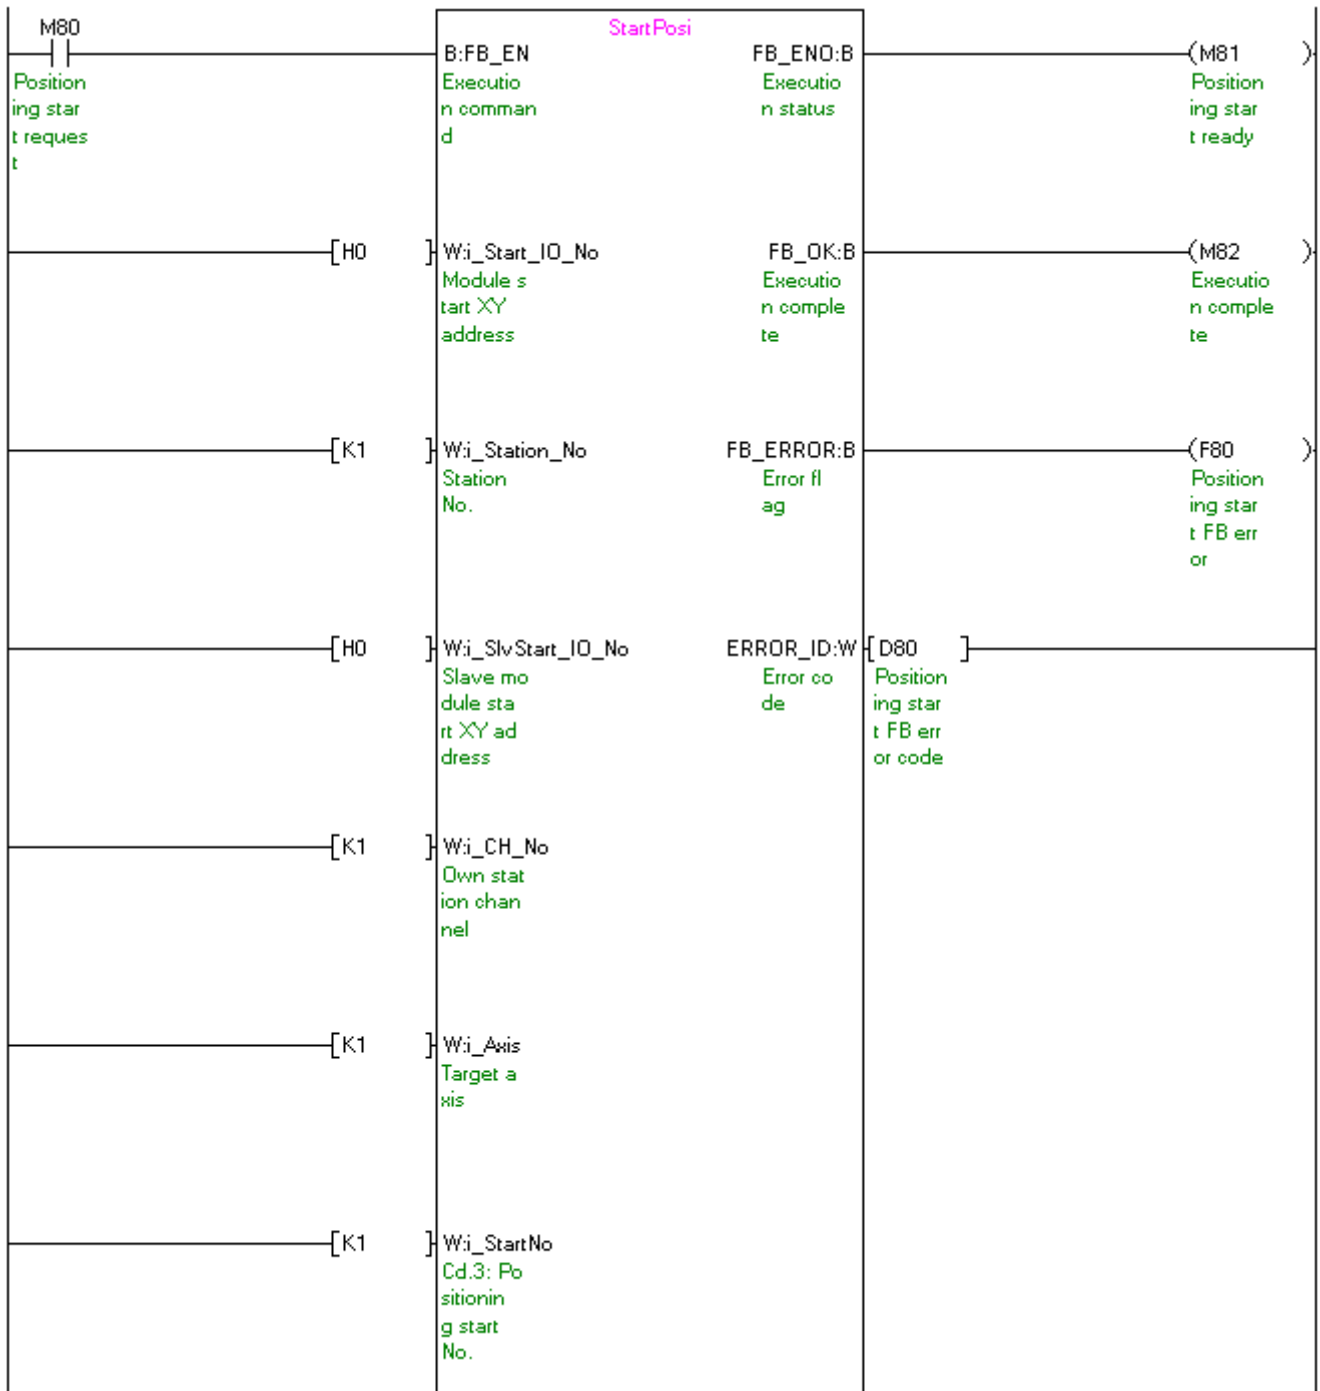 M80
StartPosi
B:FB_EN
FB_ENO:B
(M81 )
Position
ing star
t reques
t
Executio
n comman
d
Executio
n status
Position
ing star
t ready
[H0 ]
W:i_Start_IO_No
FB_OK:B
(M82 )
Module s
tart XY
address
Executio
n comple
te
Executio
n comple
te
[K1 ]
W:i_Station_No
FB_ERROR:B
(F80 )
Station
No.
Error fl
ag
Position
ing star
t FB err
or
[H0 ]
W:i_SlvStart_IO_No
ERROR_ID:W
[D80 ]
Slave mo
dule sta
rt XY ad
dress
Error co
de
Position
ing star
t FB err
or code
[K1 ]
W:i_CH_No
Own stat
ion chan
nel
[K1 ]
W:i_Axis
Target a
xis
[K1 ]
W:i_StartNo
Cd.3: Po
sitionin
g start
No.